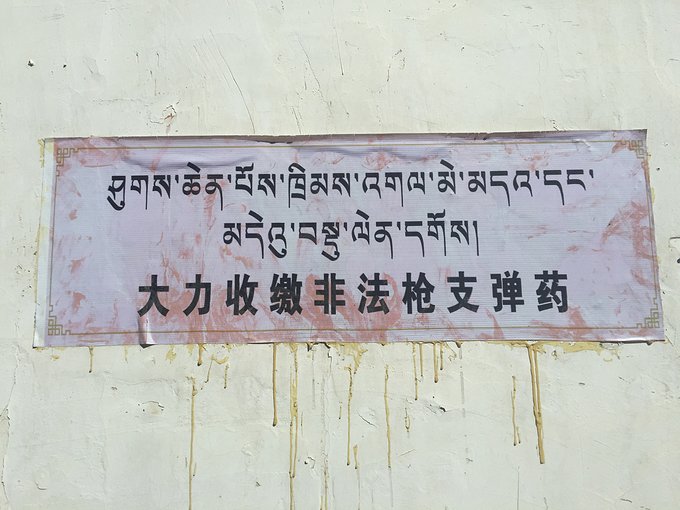 ཤུགས་ཆེན་པོས་ཁྲིམས་འགལ་མེ་མདའ་དང་
མདེའུ་བསྡུ་ལེན་དགོས།
大力收缴非法枪支弹药